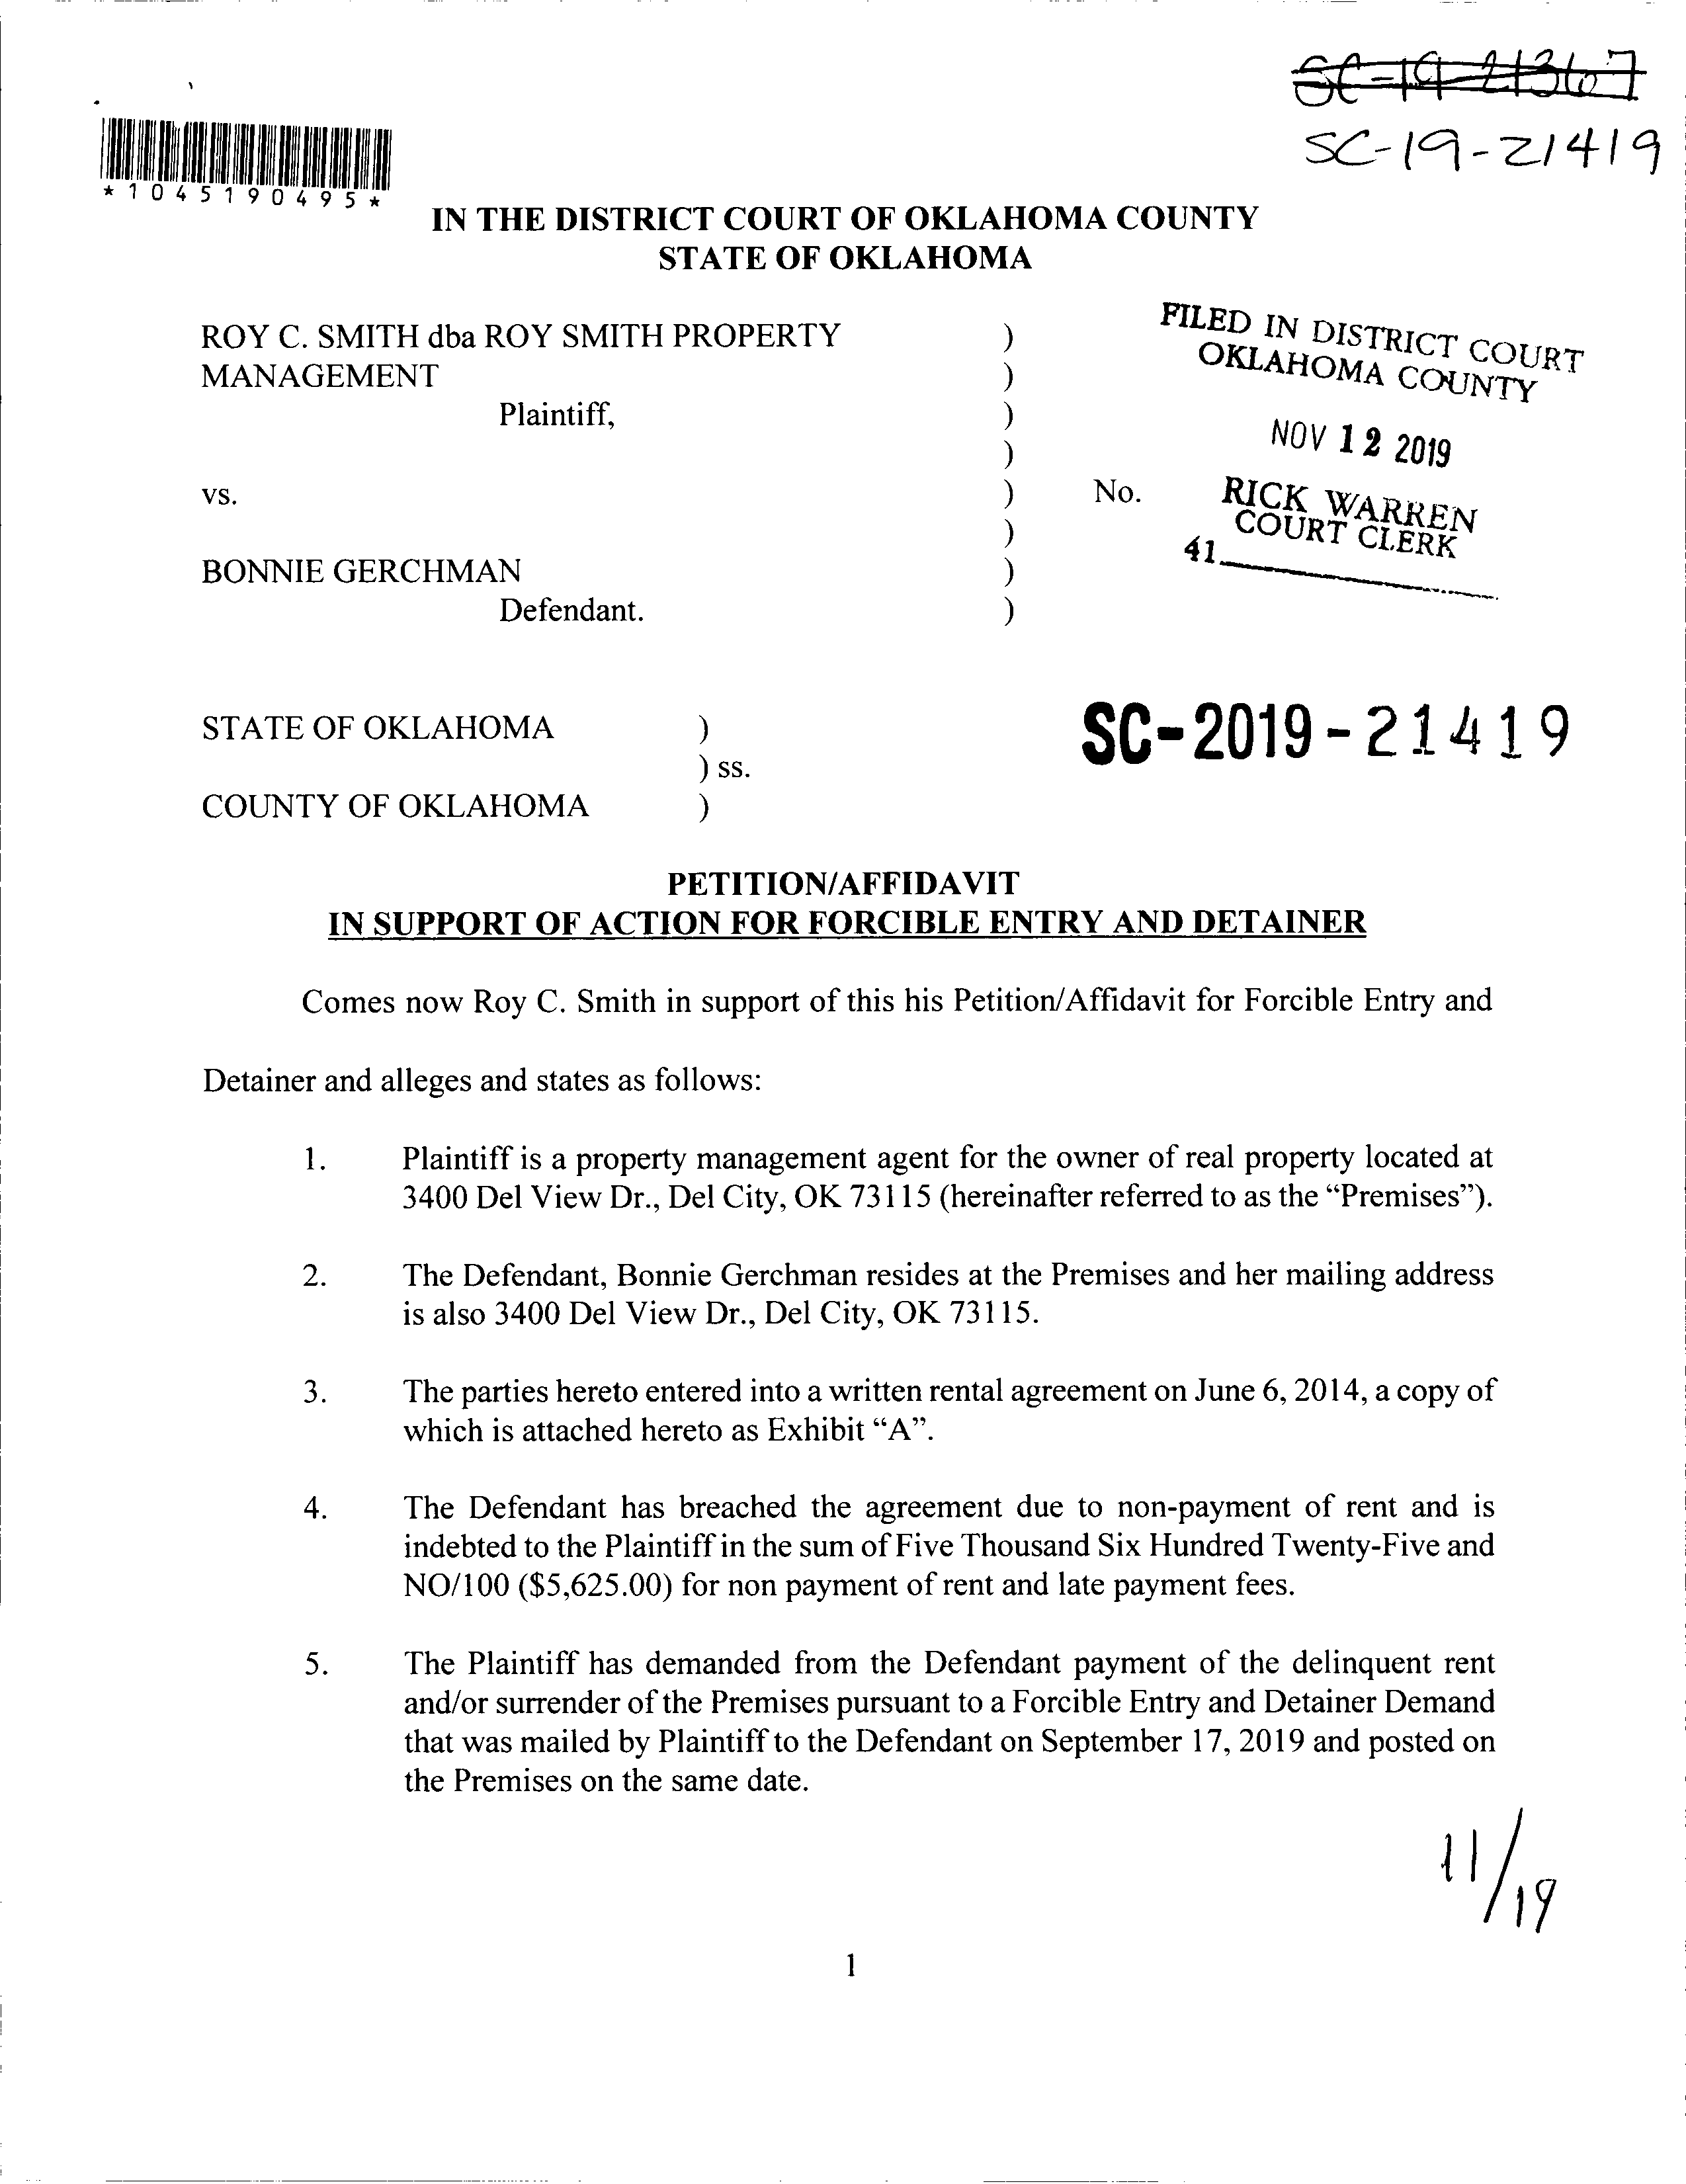 SC-19-21367
SC-19-21419
*1045190495*
IN THE DISTRICT COURT OF OKLAHOMA COUNTY
STATE OF OKLAHOMA
ROY C. SMITH dba ROY SMITH PROPERTY )
MANAGEMENT )
Plaintiff, )
)
vs. ) No.
)
BONNIE GERCHMAN )
Defendant. )
FILED IN DISTRICT COURT
OKLAHOMA COUNTY
NOV 12 2019
RICK WARREN
COURT CLERK
41
STATE OF OKLAHOMA )
) ss.
COUNTY OF OKLAHOMA )
SC-2019-21419
PETITION/AFFIDAVIT
IN SUPPORT OF ACTION FOR FORCIBLE ENTRY AND DETAINER
Comes now Roy C. Smith in support of this his Petition/Affidavit for Forcible Entry and
Detainer and alleges and states as follows:
1. Plaintiff is a property management agent for the owner of real property located at
3400 Del View Dr., Del City, OK 73115 (hereinafter referred to as the “Premises”).
2. The Defendant, Bonnie Gerchman resides at the Premises and her mailing address
is also 3400 Del View Dr., Del City, OK 73115.
3. The parties hereto entered into a written rental agreement on June 6, 2014, a copy of
which is attached hereto as Exhibit “A”.
4. The Defendant has breached the agreement due to non-payment of rent and is
indebted to the Plaintiff in the sum of Five Thousand Six Hundred Twenty-Five and
NO/100 ($5,625.00) for non payment of rent and late payment fees.
5. The Plaintiff has demanded from the Defendant payment of the delinquent rent
and/or surrender of the Premises pursuant to a Forcible Entry and Detainer Demand
that was mailed by Plaintiff to the Defendant on September 17, 2019 and posted on
the Premises on the same date.
11/19
1